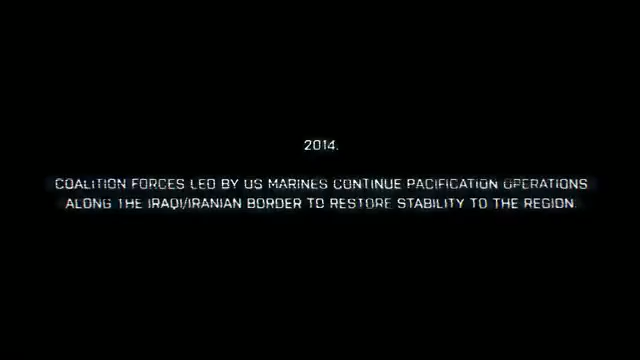 2014.
COALITION FORCES LED BY US MARINES CONTINUE PACIFICATION OPERATIONS
ALONG THE IRAQI/IRANIAN BORDER TO RESTORE STABILITY TO THE REGION.